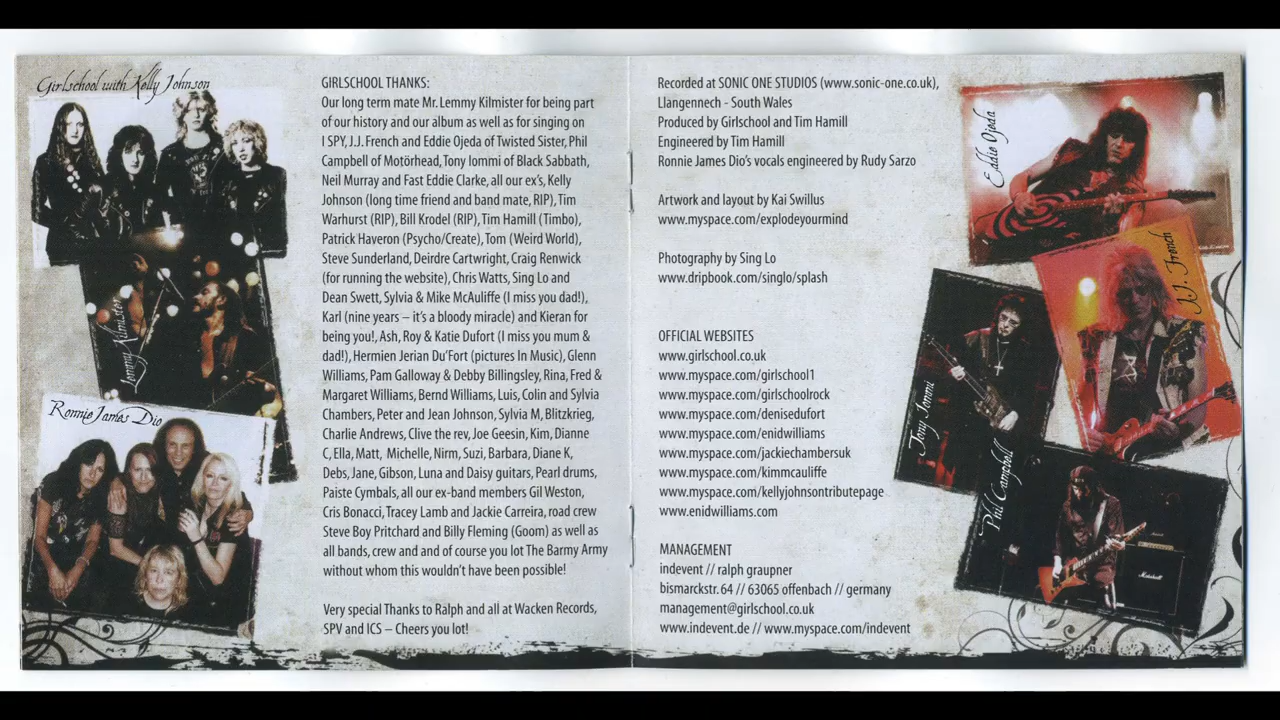 Girlschool with Kelly Johnson
Lemmy Kilmister
Ronnie James Dio
GIRLSCHOOL THANKS:
Our long term mate Mr. Lemmy Kilmister for being part
of our history and our album as well as for singing on
I SPY, J.J. French and Eddie Ojeda of Twisted Sister, Phil
Campbell of Motörhead, Tony Iommi of Black Sabbath,
Neil Murray and Fast Eddie Clarke, all our ex's, Kelly
Johnson (long time friend and band mate, RIP), Tim
Warhurst (RIP), Bill Krodel (RIP), Tim Hamill (Timbo),
Patrick Haveron (Psycho/Create), Tom (Weird World),
Steve Sunderland, Deirdre Cartwright, Craig Renwick
(for running the website), Chris Watts, Sing Lo and
Dean Swett, Sylvia & Mike McAuliffe (I miss you dad!),
Karl (nine years – it's a bloody miracle) and Kieran for
being you!, Ash, Roy & Katie Dufort (I miss you mum &
dad!), Hermien Jerian Du'Fort (pictures In Music), Glenn
Williams, Pam Galloway & Debby Billingsley, Rina, Fred &
Margaret Williams, Bernd Williams, Luis, Colin and Sylvia
Chambers, Peter and Jean Johnson, Sylvia M, Blitzkrieg,
Charlie Andrews, Clive the rev, Joe Geesin, Kim, Dianne
C, Ella, Matt, Michelle, Nirm, Suzi, Barbara, Diane K,
Debs, Jane, Gibson, Luna and Daisy guitars, Pearl drums,
Paiste Cymbals, all our ex-band members Gil Weston,
Cris Bonacci, Tracey Lamb and Jackie Carreira, road crew
Steve Boy Pritchard and Billy Fleming (Goom) as well as
all bands, crew and and of course you lot The Barmy Army
without whom this wouldn't have been possible!
Very special Thanks to Ralph and all at Wacken Records,
SPV and ICS – Cheers you lot!
Recorded at SONIC ONE STUDIOS (www.sonic-one.co.uk),
Llangennech - South Wales
Produced by Girlschool and Tim Hamill
Engineered by Tim Hamill
Ronnie James Dio's vocals engineered by Rudy Sarzo
Artwork and layout by Kai Swillus
www.myspace.com/explodeyourmind
Photography by Sing Lo
www.dripbook.com/singlo/splash
OFFICIAL WEBSITES
www.girlschool.co.uk
www.myspace.com/girlschool1
www.myspace.com/girlschoolrock
www.myspace.com/denisedufort
www.myspace.com/enidwilliams
www.myspace.com/jackiechambersuk
www.myspace.com/kimmcauliffe
www.myspace.com/kellyjohnsontributepage
www.enidwilliams.com
MANAGEMENT
indevent // ralph graupner
bismarckstr. 64 // 63065 offenbach // germany
management@girlschool.co.uk
www.indevent.de // www.myspace.com/indevent
Eddie Ojeda
J.J. French
Tony Iommi
Phil Campbell
Marshall